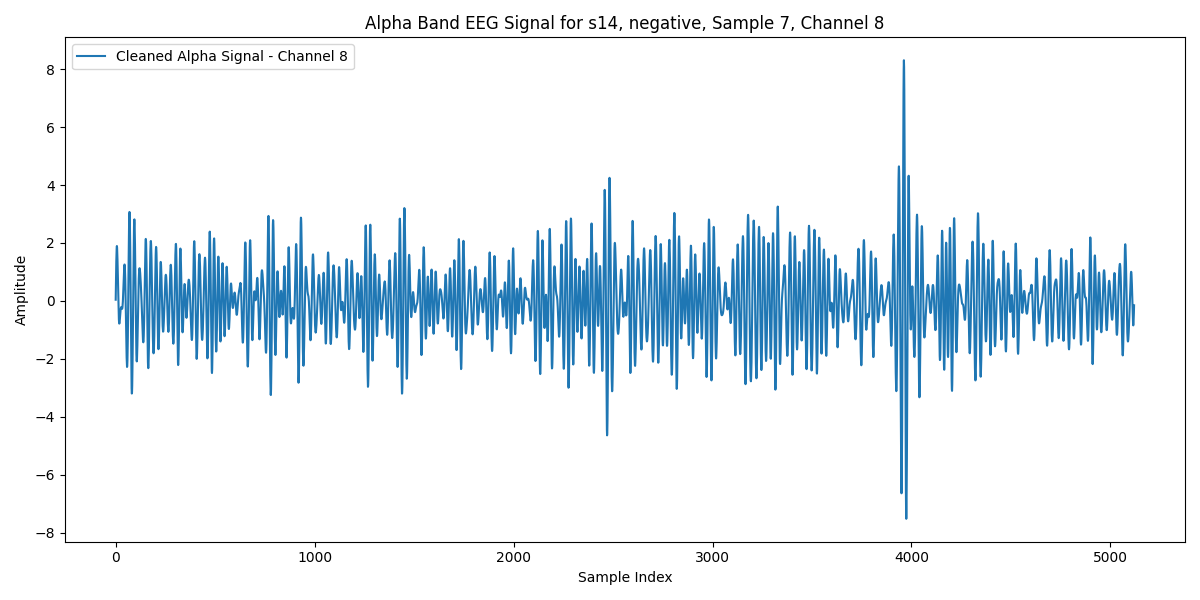 Alpha Band EEG Signal for s14, negative, Sample 7, Channel 8
Cleaned Alpha Signal - Channel 8
8
6
4
2
0
−2
−4
−6
−8
Amplitude
0 1000 2000 3000 4000 5000
Sample Index